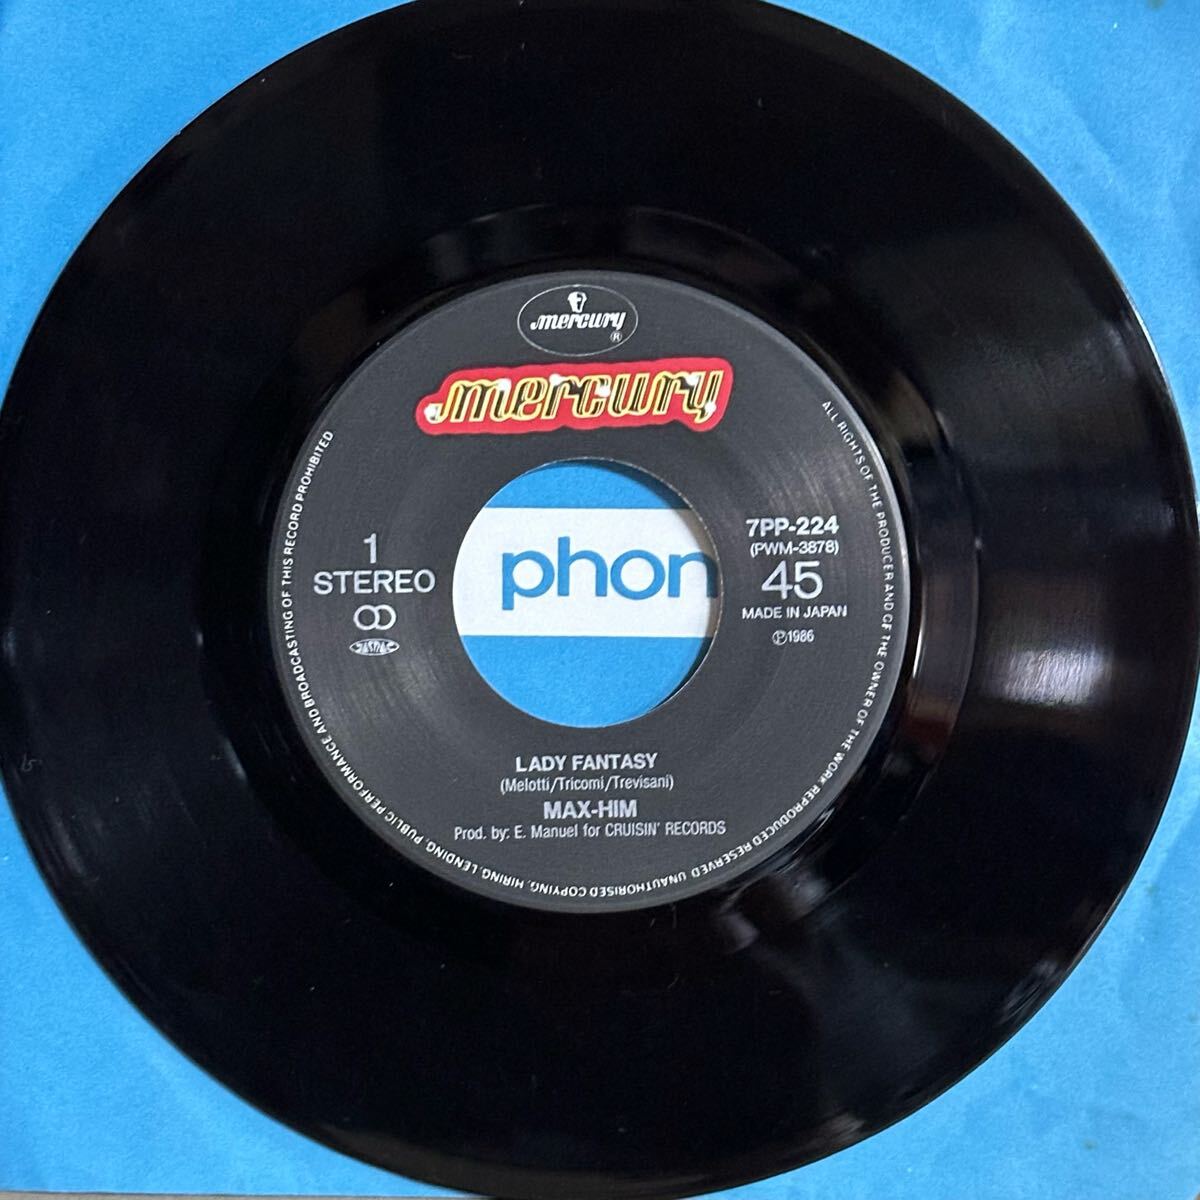 mercury
®
mercury
1
STEREO
7PP-224
(PWM-3878)
45
MADE IN JAPAN
℗1986
phon
LADY FANTASY
(Melotti/Tricomi/Trevisani)
MAX-HIM
Prod. by: E. Manuel for CRUISIN' RECORDS
ALL RIGHTS OF THE PRODUCER AND OF THE OWNER OF THE WORK REPRODUCED RESERVED UNAUTHORISED COPYING, HIRING, LENDING, PUBLIC PERFORMANCE AND BROADCASTING OF THIS RECORD PROHIBITED